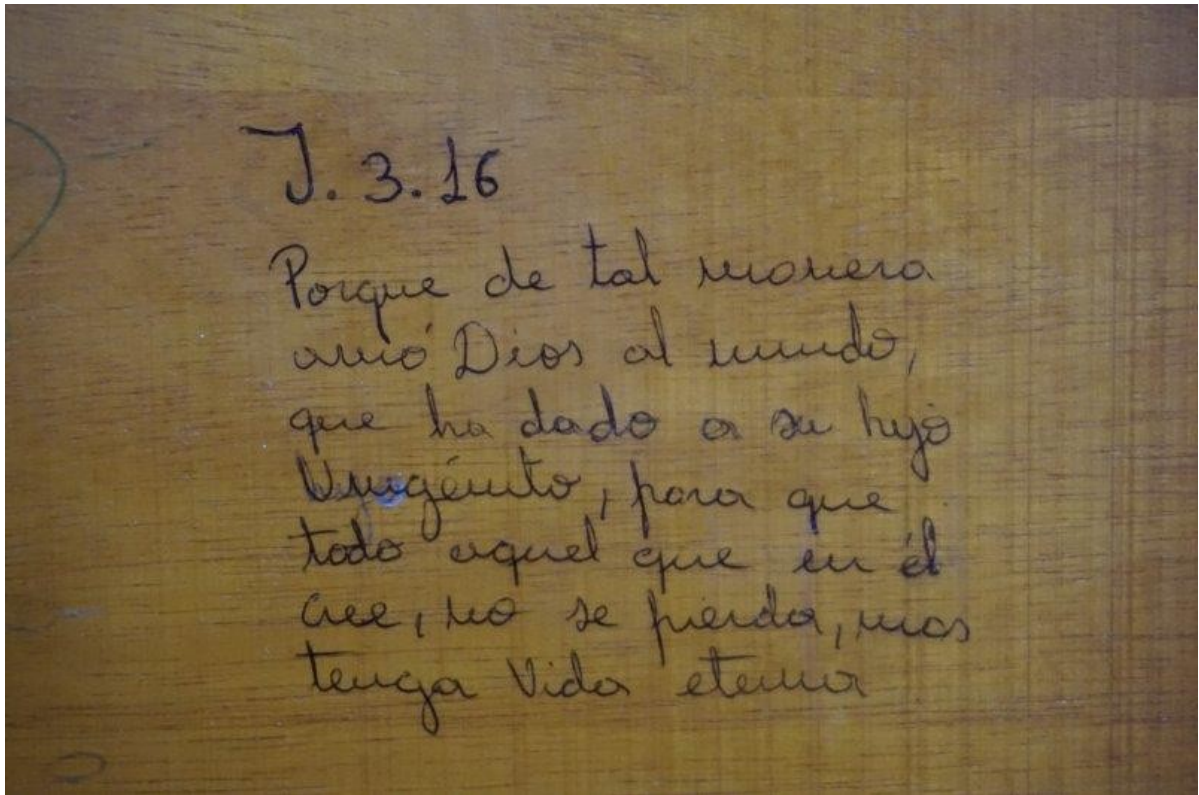 J. 3.16
Porque de tal manera
amó Dios al mundo,
que ha dado a su hijo
Unigénito, para que
todo aquel que en él
cree, no se pierda, mas
tenga Vida eterna